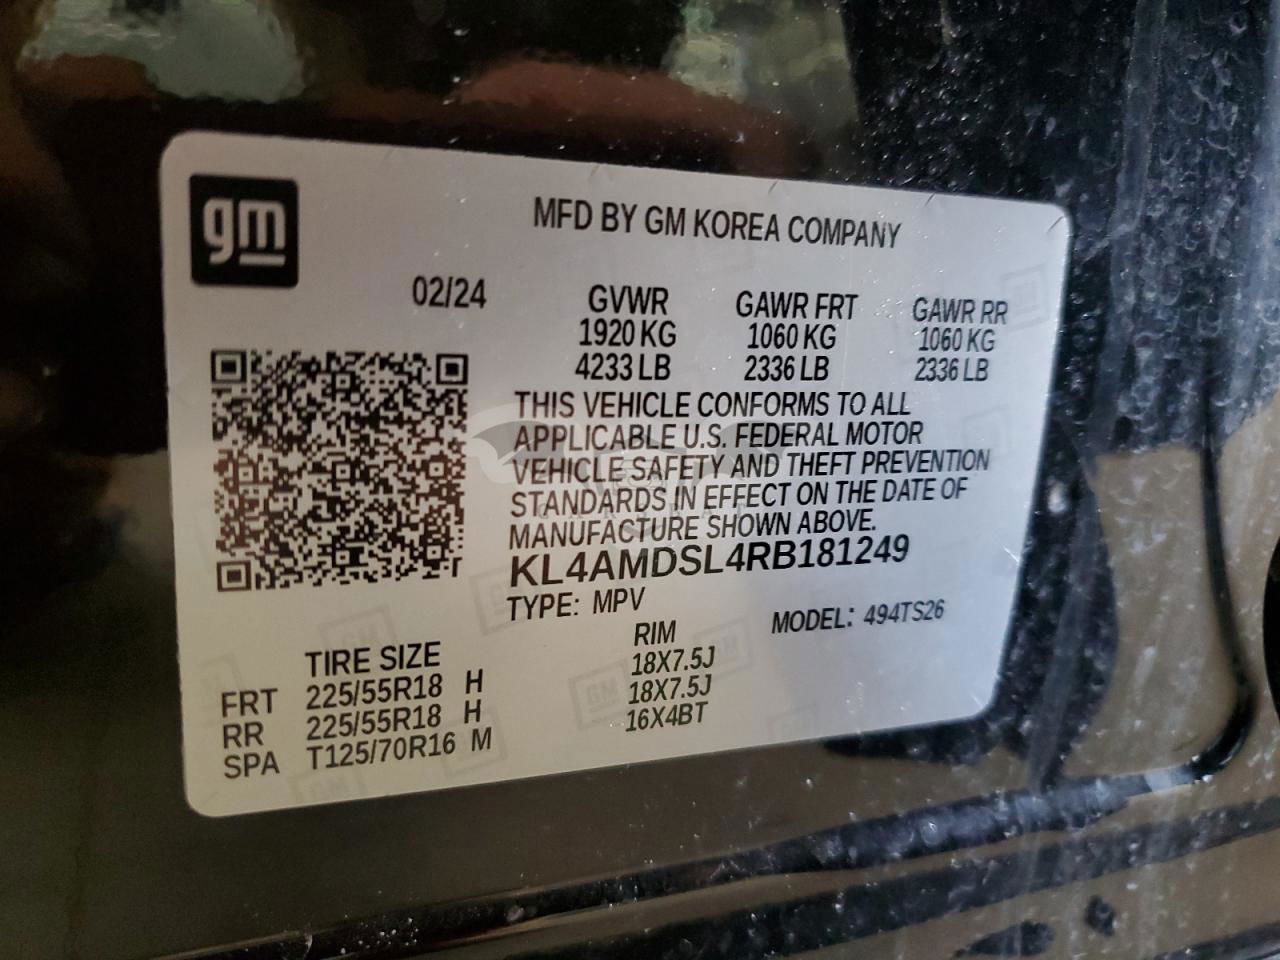 gm
MFD BY GM KOREA COMPANY
02/24
GVWR GAWR FRT GAWR RR
1920 KG 1060 KG 1060 KG
4233 LB 2336 LB 2336 LB
THIS VEHICLE CONFORMS TO ALL
APPLICABLE U.S. FEDERAL MOTOR
VEHICLE SAFETY AND THEFT PREVENTION
STANDARDS IN EFFECT ON THE DATE OF
MANUFACTURE SHOWN ABOVE.
KL4AMDSL4RB181249
TYPE: MPV MODEL: 494TS26
TIRE SIZE RIM
FRT 225/55R18 H 18X7.5J
RR 225/55R18 H 18X7.5J
SPA T125/70R16 M 16X4BT